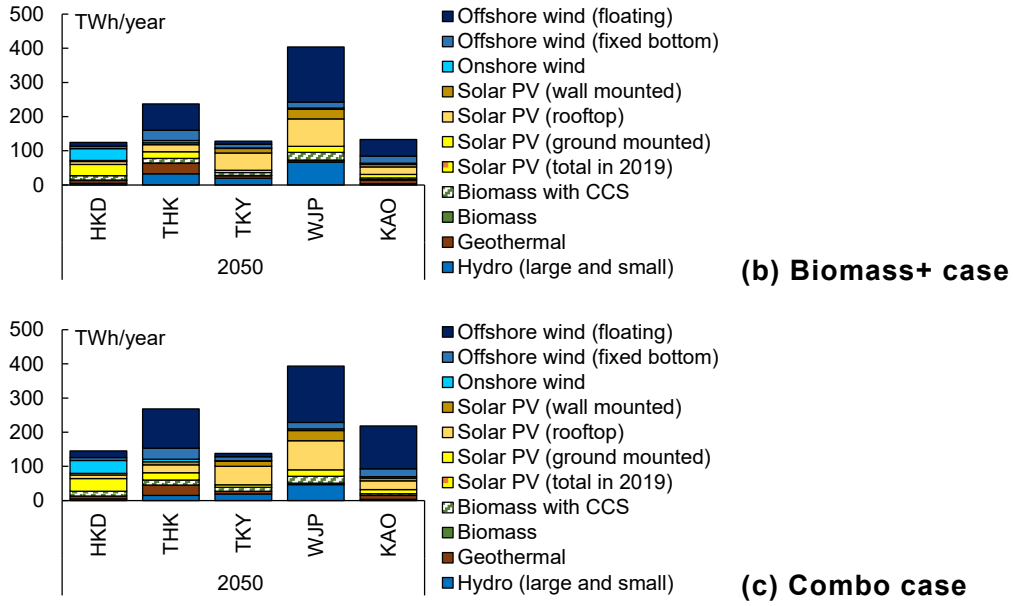 500
TWh/year
400
300
200
100
0
HKD
THK
TKY
WJP
KAO
2050
Offshore wind (floating)
Offshore wind (fixed bottom)
Onshore wind
Solar PV (wall mounted)
Solar PV (rooftop)
Solar PV (ground mounted)
Solar PV (total in 2019)
Biomass with CCS
Biomass
Geothermal
Hydro (large and small)
(b) Biomass+ case
500
TWh/year
400
300
200
100
0
HKD
THK
TKY
WJP
KAO
2050
Offshore wind (floating)
Offshore wind (fixed bottom)
Onshore wind
Solar PV (wall mounted)
Solar PV (rooftop)
Solar PV (ground mounted)
Solar PV (total in 2019)
Biomass with CCS
Biomass
Geothermal
Hydro (large and small)
(c) Combo case